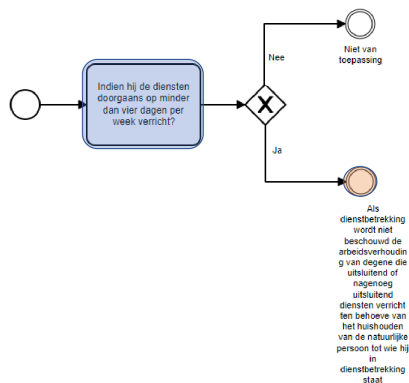 Indien hij de diensten
doorgaans op minder
dan vier dagen per
week verricht?
Nee
Niet van
toepassing
X
Ja
Als
dienstbetrekking
wordt niet
beschouwd de
arbeidsverhoudin
g van degene die
uitsluitend of
nagenoeg
uitsluitend
diensten verricht
ten behoeve van
het huishouden
van de natuurlijke
persoon tot wie hij
in
dienstbetrekking
staat